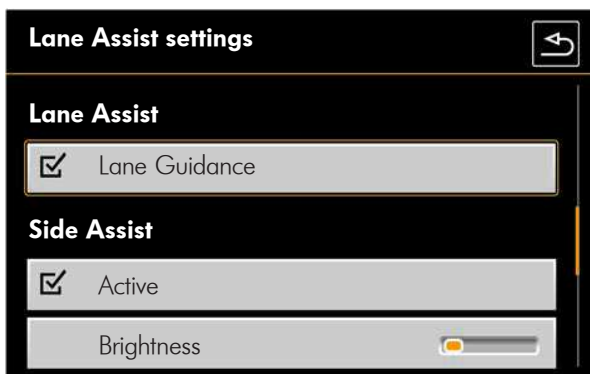 Lane Assist settings
Lane Assist
Lane Guidance
Side Assist
Active
Brightness